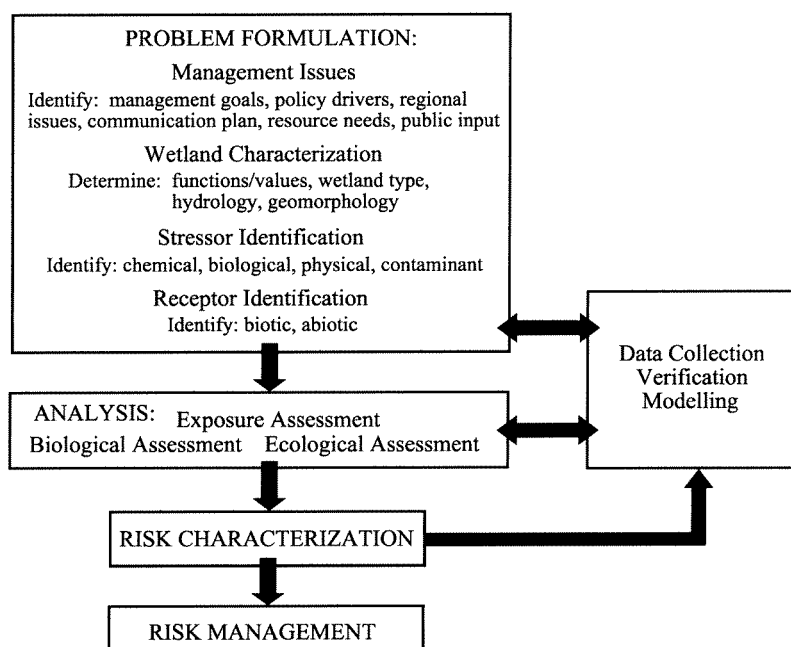 PROBLEM FORMULATION:
Management Issues
Identify: management goals, policy drivers, regional
issues, communication plan, resource needs, public input
Wetland Characterization
Determine: functions/values, wetland type,
hydrology, geomorphology
Stressor Identification
Identify: chemical, biological, physical, contaminant
Receptor Identification
Identify: biotic, abiotic
Data Collection
Verification
Modelling
ANALYSIS: Exposure Assessment
Biological Assessment Ecological Assessment
RISK CHARACTERIZATION
RISK MANAGEMENT